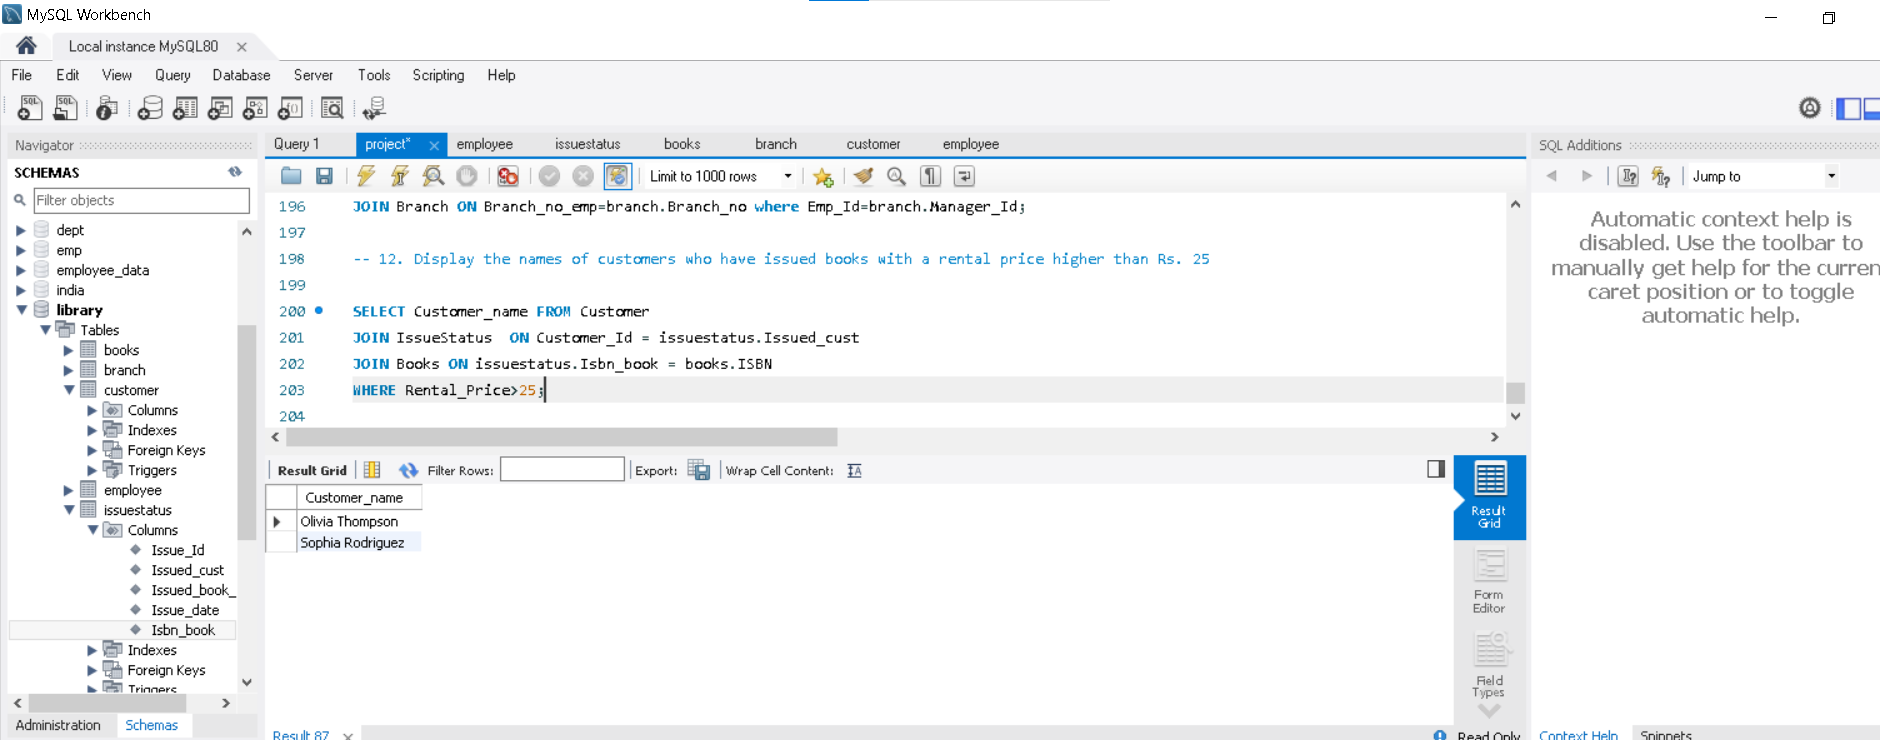 MySQL Workbench
Local instance MySQL80
File Edit View Query Database Server Tools Scripting Help
Navigator
SCHEMAS
Filter objects
dept
emp
employee_data
india
library
Tables
books
branch
customer
Columns
Indexes
Foreign Keys
Triggers
employee
issuestatus
Columns
Issue_Id
Issued_cust
Issued_book_
Issue_date
Isbn_book
Indexes
Foreign Keys
Triggers
Administration Schemas
Query 1 project* employee issuestatus books branch customer employee
Limit to 1000 rows
196 JOIN Branch ON Branch_no_emp=branch.Branch_no where Emp_Id=branch.Manager_Id;
197
198 -- 12. Display the names of customers who have issued books with a rental price higher than Rs. 25
199
200 SELECT Customer_name FROM Customer
201 JOIN IssueStatus  ON Customer_Id = issuestatus.Issued_cust
202 JOIN Books ON issuestatus.Isbn_book = books.ISBN
203 WHERE Rental_Price>25;
204
Result Grid Filter Rows: Export: Wrap Cell Content:
Customer_name
Olivia Thompson
Sophia Rodriguez
Result
Grid
Form
Editor
Field
Types
Result 87
Read Only
SQL Additions
Jump to
Automatic context help is
disabled. Use the toolbar to
manually get help for the curren
caret position or to toggle
automatic help.
Context Help Snippets